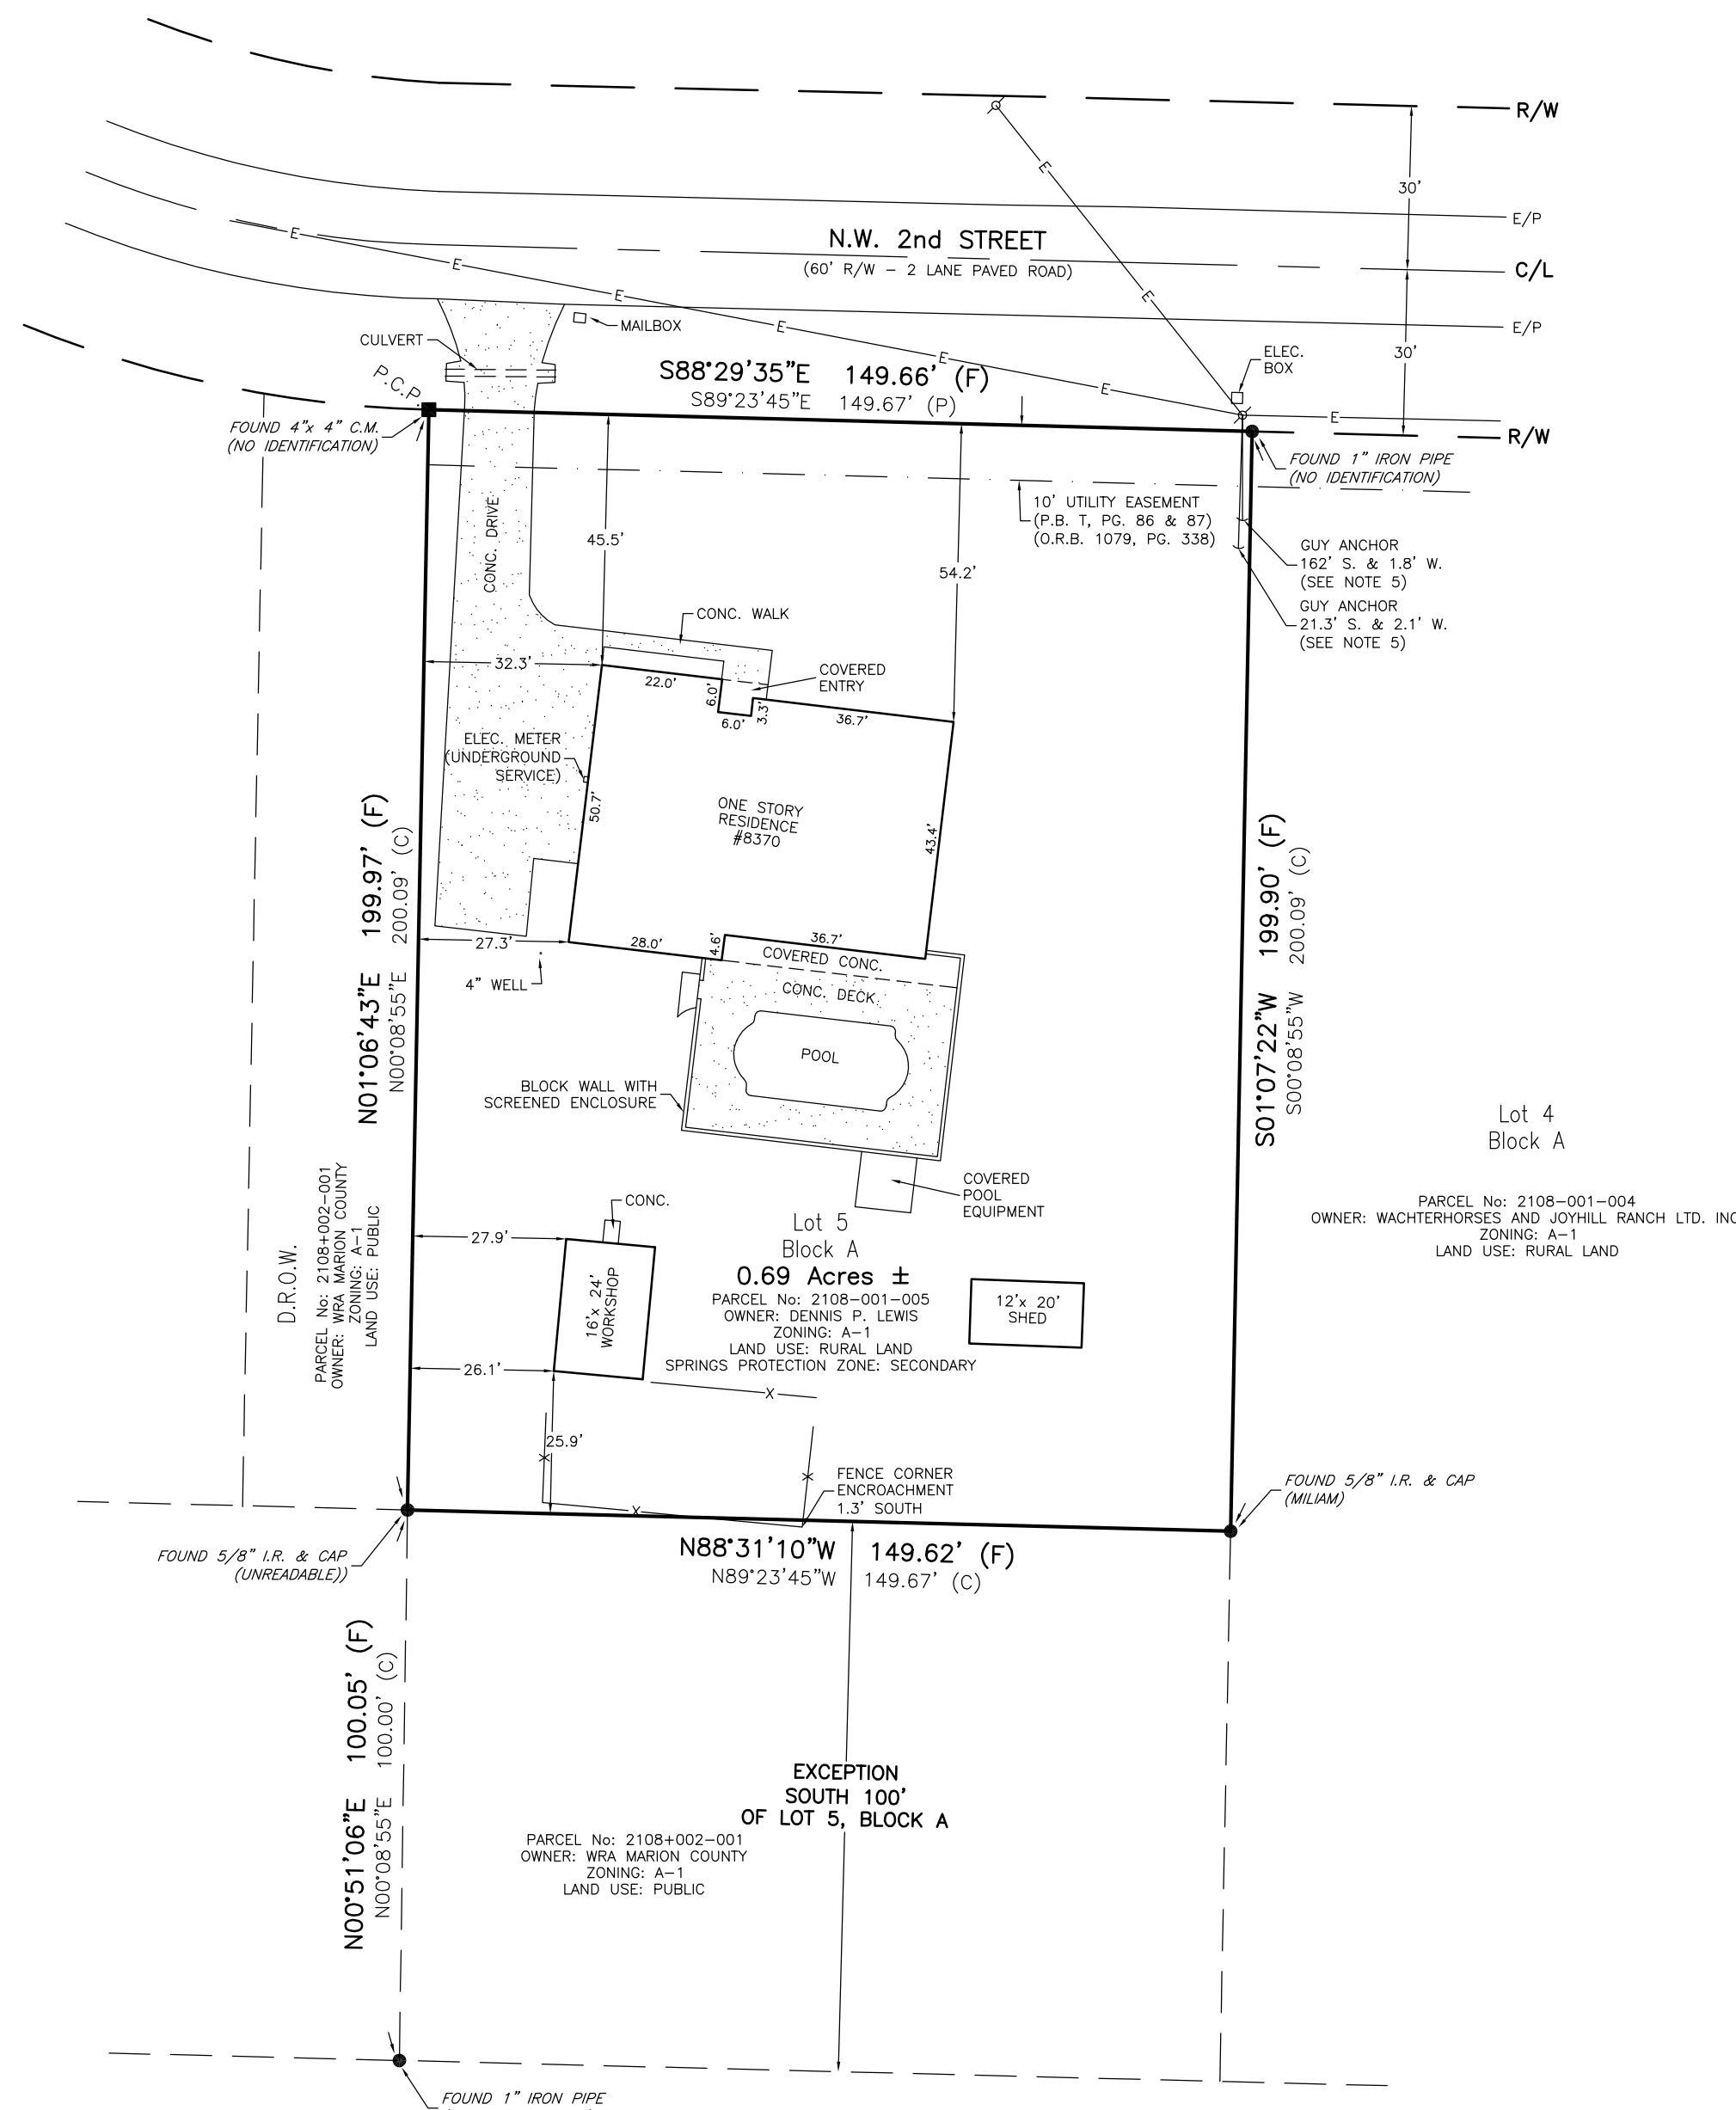 R/W
30'
E/P
N.W. 2nd STREET
(60' R/W - 2 LANE PAVED ROAD)
C/L
E/P
30'
R/W
E
E
E
E
E
E
E
E
E
MAILBOX
CULVERT
ELEC.
BOX
P.C.P.
S88°29'35"E 149.66' (F)
S89°23'45"E 149.67' (P)
FOUND 4"x 4" C.M.
(NO IDENTIFICATION)
FOUND 1" IRON PIPE
(NO IDENTIFICATION)
10' UTILITY EASEMENT
(P.B. T, PG. 86 & 87)
(O.R.B. 1079, PG. 338)
GUY ANCHOR
162' S. & 1.8' W.
(SEE NOTE 5)
GUY ANCHOR
21.3' S. & 2.1' W.
(SEE NOTE 5)
CONC. DRIVE
45.5'
54.2'
CONC. WALK
32.3'
COVERED
ENTRY
22.0'
6.0'
6.0'
3.3'
36.7'
ELEC. METER
(UNDERGROUND
SERVICE)
50.7'
ONE STORY
RESIDENCE
#8370
43.4'
N01°06'43"E 199.97' (F)
N00°08'55"E 200.09' (C)
S01°07'22"W 199.90' (F)
S00°08'55"W 200.09' (C)
27.3'
28.0'
4.6'
36.7'
4" WELL
COVERED CONC.
CONC. DECK
POOL
BLOCK WALL WITH
SCREENED ENCLOSURE
COVERED
POOL
EQUIPMENT
Lot 4
Block A
PARCEL No: 2108-001-004
OWNER: WACHTERHORSES AND JOYHILL RANCH LTD. INC
ZONING: A-1
LAND USE: RURAL LAND
D.R.O.W.
PARCEL No: 2108+002-001
OWNER: WRA MARION COUNTY
ZONING: A-1
LAND USE: PUBLIC
CONC.
27.9'
16'x 24'
WORKSHOP
26.1'
25.9'
Lot 5
Block A
0.69 Acres ±
PARCEL No: 2108-001-005
OWNER: DENNIS P. LEWIS
ZONING: A-1
LAND USE: RURAL LAND
SPRINGS PROTECTION ZONE: SECONDARY
12'x 20'
SHED
X
X
X
X
FENCE CORNER
ENCROACHMENT
1.3' SOUTH
FOUND 5/8" I.R. & CAP
(MILIAM)
FOUND 5/8" I.R. & CAP
(UNREADABLE))
N88°31'10"W 149.62' (F)
N89°23'45"W 149.67' (C)
N00°51'06"E 100.05' (F)
N00°08'55"E 100.00' (C)
EXCEPTION
SOUTH 100'
OF LOT 5, BLOCK A
PARCEL No: 2108+002-001
OWNER: WRA MARION COUNTY
ZONING: A-1
LAND USE: PUBLIC
FOUND 1" IRON PIPE